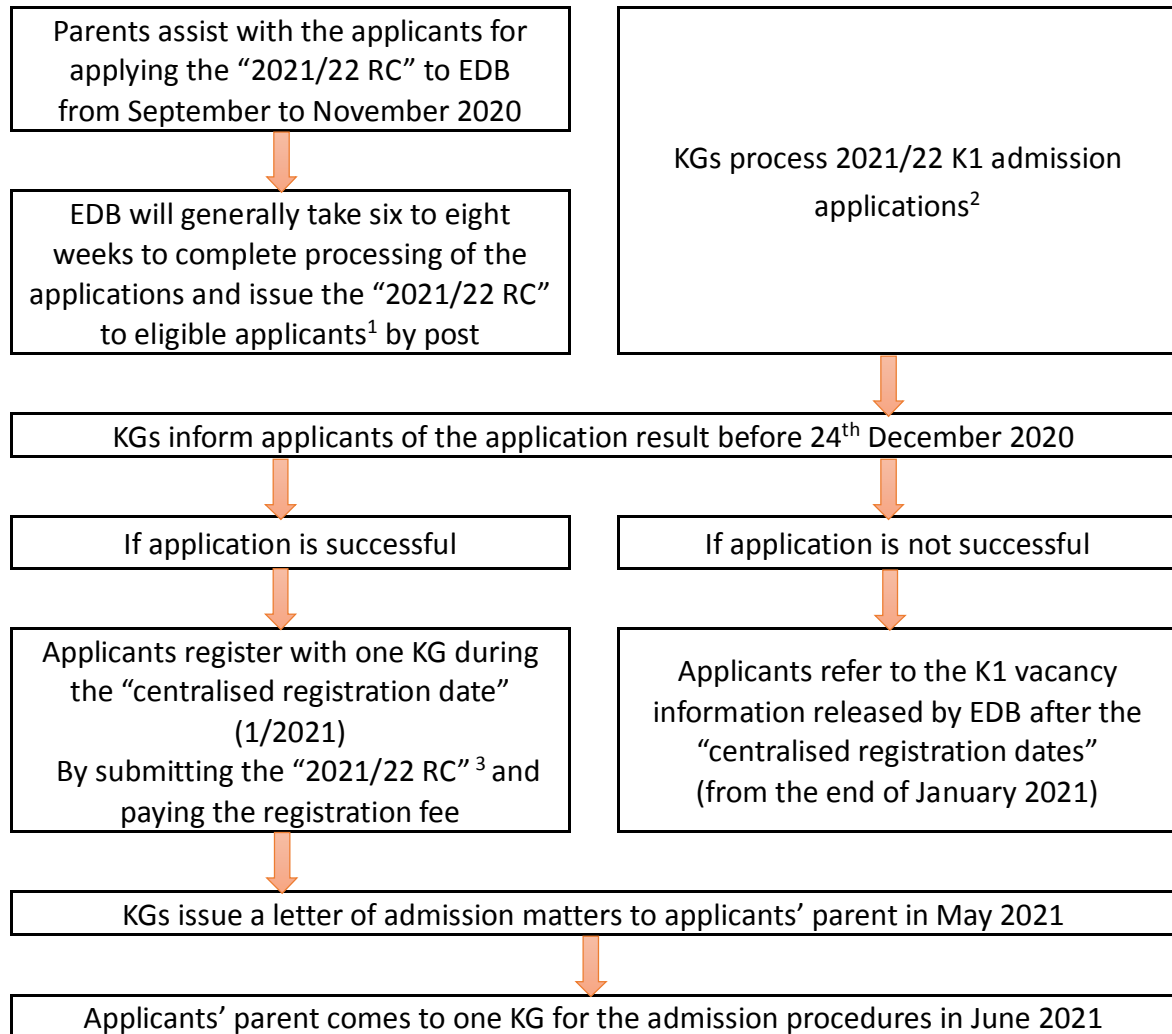 Parents assist with the applicants for
applying the “2021/22 RC” to EDB
from September to November 2020
KGs process 2021/22 K1 admission
applications2
EDB will generally take six to eight
weeks to complete processing of the
applications and issue the “2021/22 RC”
to eligible applicants1 by post
KGs inform applicants of the application result before 24th December 2020
If application is successful
If application is not successful
Applicants register with one KG during
the “centralised registration date”
(1/2021)
By submitting the “2021/22 RC” 3 and
paying the registration fee
Applicants refer to the K1 vacancy
information released by EDB after the
“centralised registration dates”
(from the end of January 2021)
KGs issue a letter of admission matters to applicants’ parent in May 2021
Applicants’ parent comes to one KG for the admission procedures in June 2021